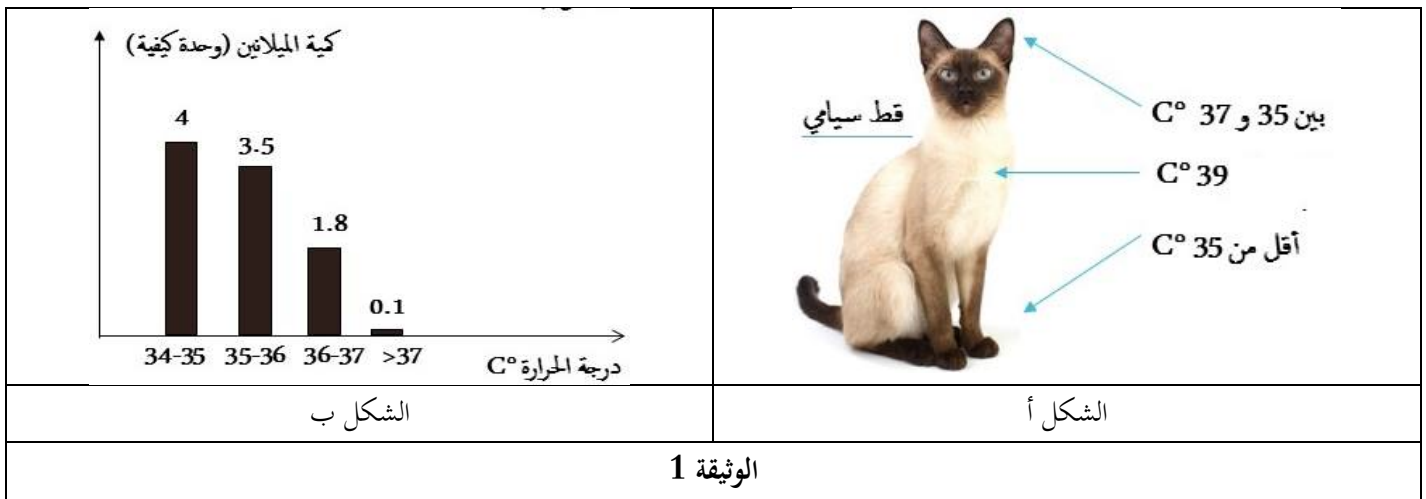 بين 35 و 37 C°
قط سيامي
C° 39
أقل من 35 C°
الشكل أ
كمية الميلانين (وحدة كيفية)
4
3.5
1.8
0.1
34-35 35-36 36-37 >37
درجة الحرارة C°
الشكل ب
الوثيقة 1